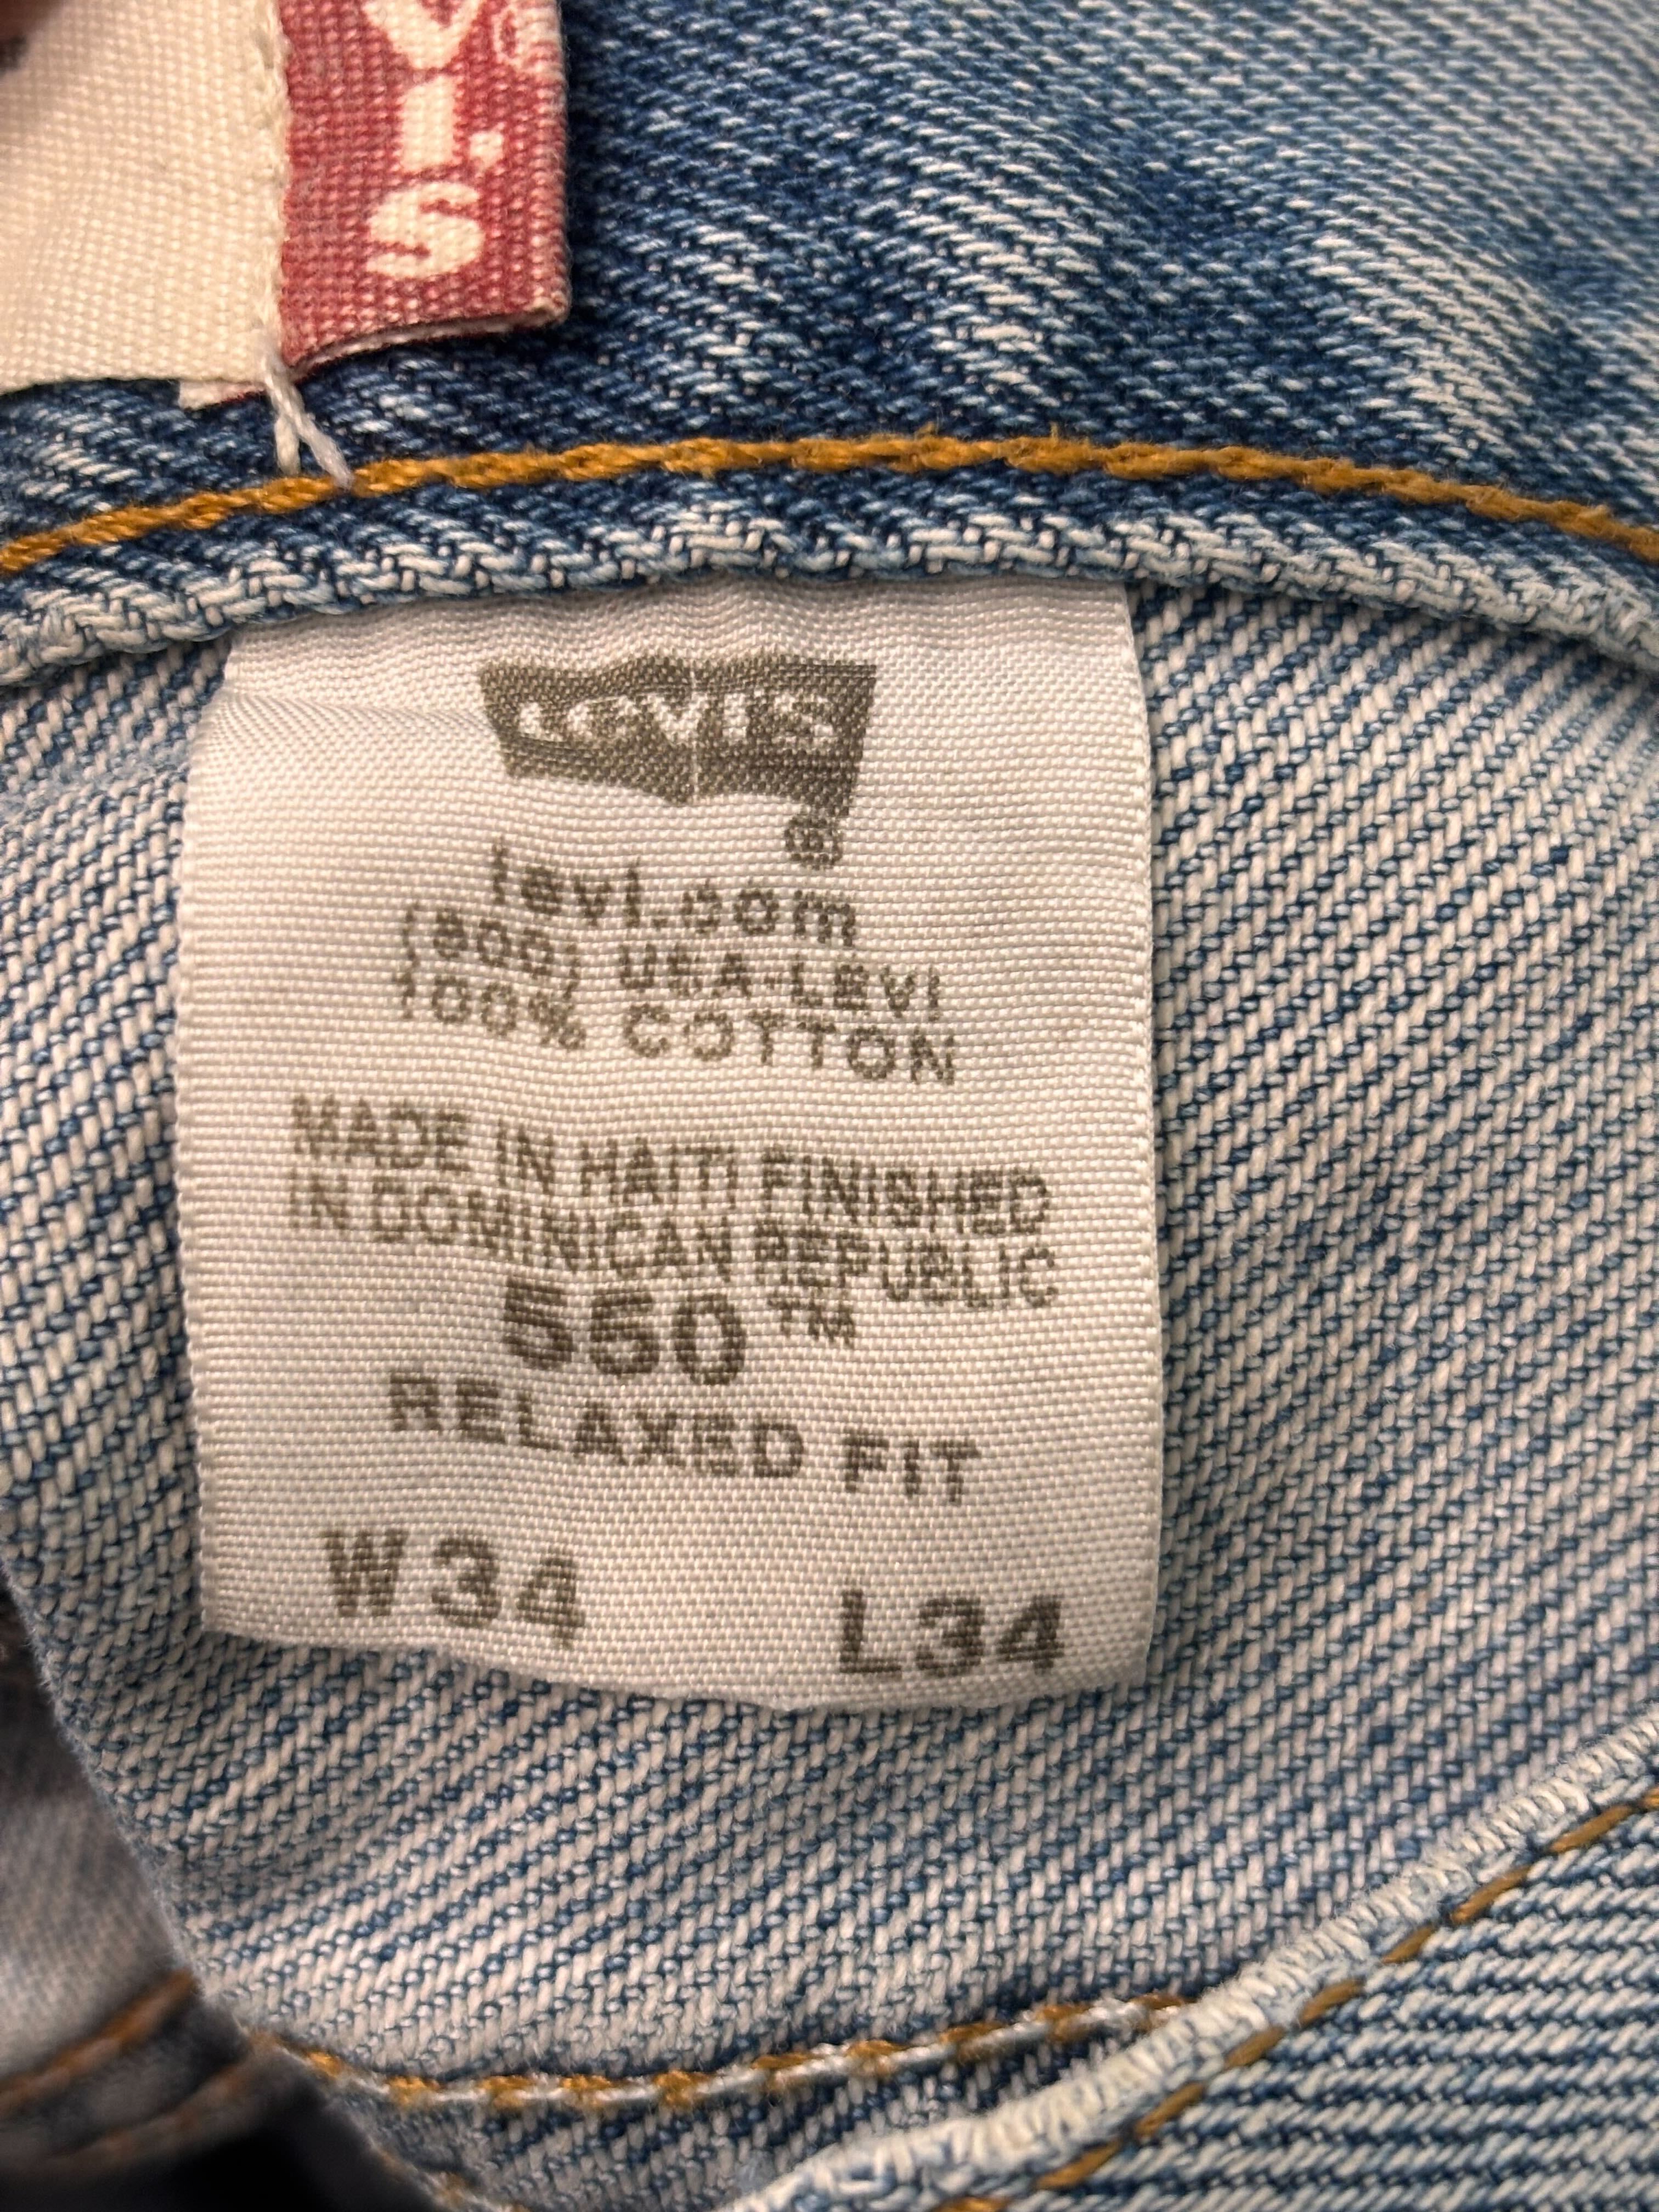 VI'S
LEVI'S
®
levi.com
(800) USA-LEVI
100% COTTON
MADE IN HAITI FINISHED
IN DOMINICAN REPUBLIC
550™
RELAXED FIT
W34 L34